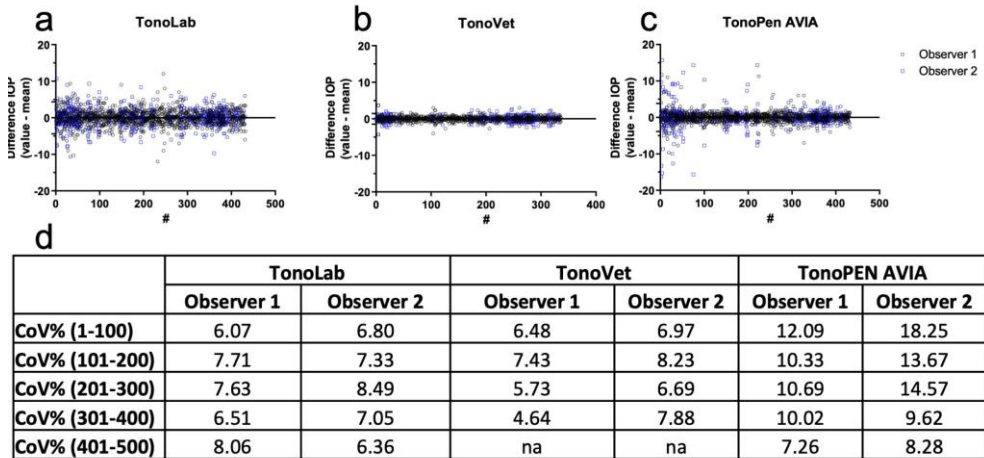 a
TonoLab
20
10
0
-10
-20
Difference IOP
(value - mean)
0 100 200 300 400 500
#
b
TonoVet
20
10
0
-10
-20
Difference IOP
(value - mean)
0 100 200 300 400
#
c
TonoPen AVIA
20
10
0
-10
-20
Difference IOP
(value - mean)
0 100 200 300 400 500
#
Observer 1
Observer 2
d
TonoLab TonoVet TonoPEN AVIA
Observer 1 Observer 2 Observer 1 Observer 2 Observer 1 Observer 2
CoV% (1-100) 6.07 6.80 6.48 6.97 12.09 18.25
CoV% (101-200) 7.71 7.33 7.43 8.23 10.33 13.67
CoV% (201-300) 7.63 8.49 5.73 6.69 10.69 14.57
CoV% (301-400) 6.51 7.05 4.64 7.88 10.02 9.62
CoV% (401-500) 8.06 6.36 na na 7.26 8.28